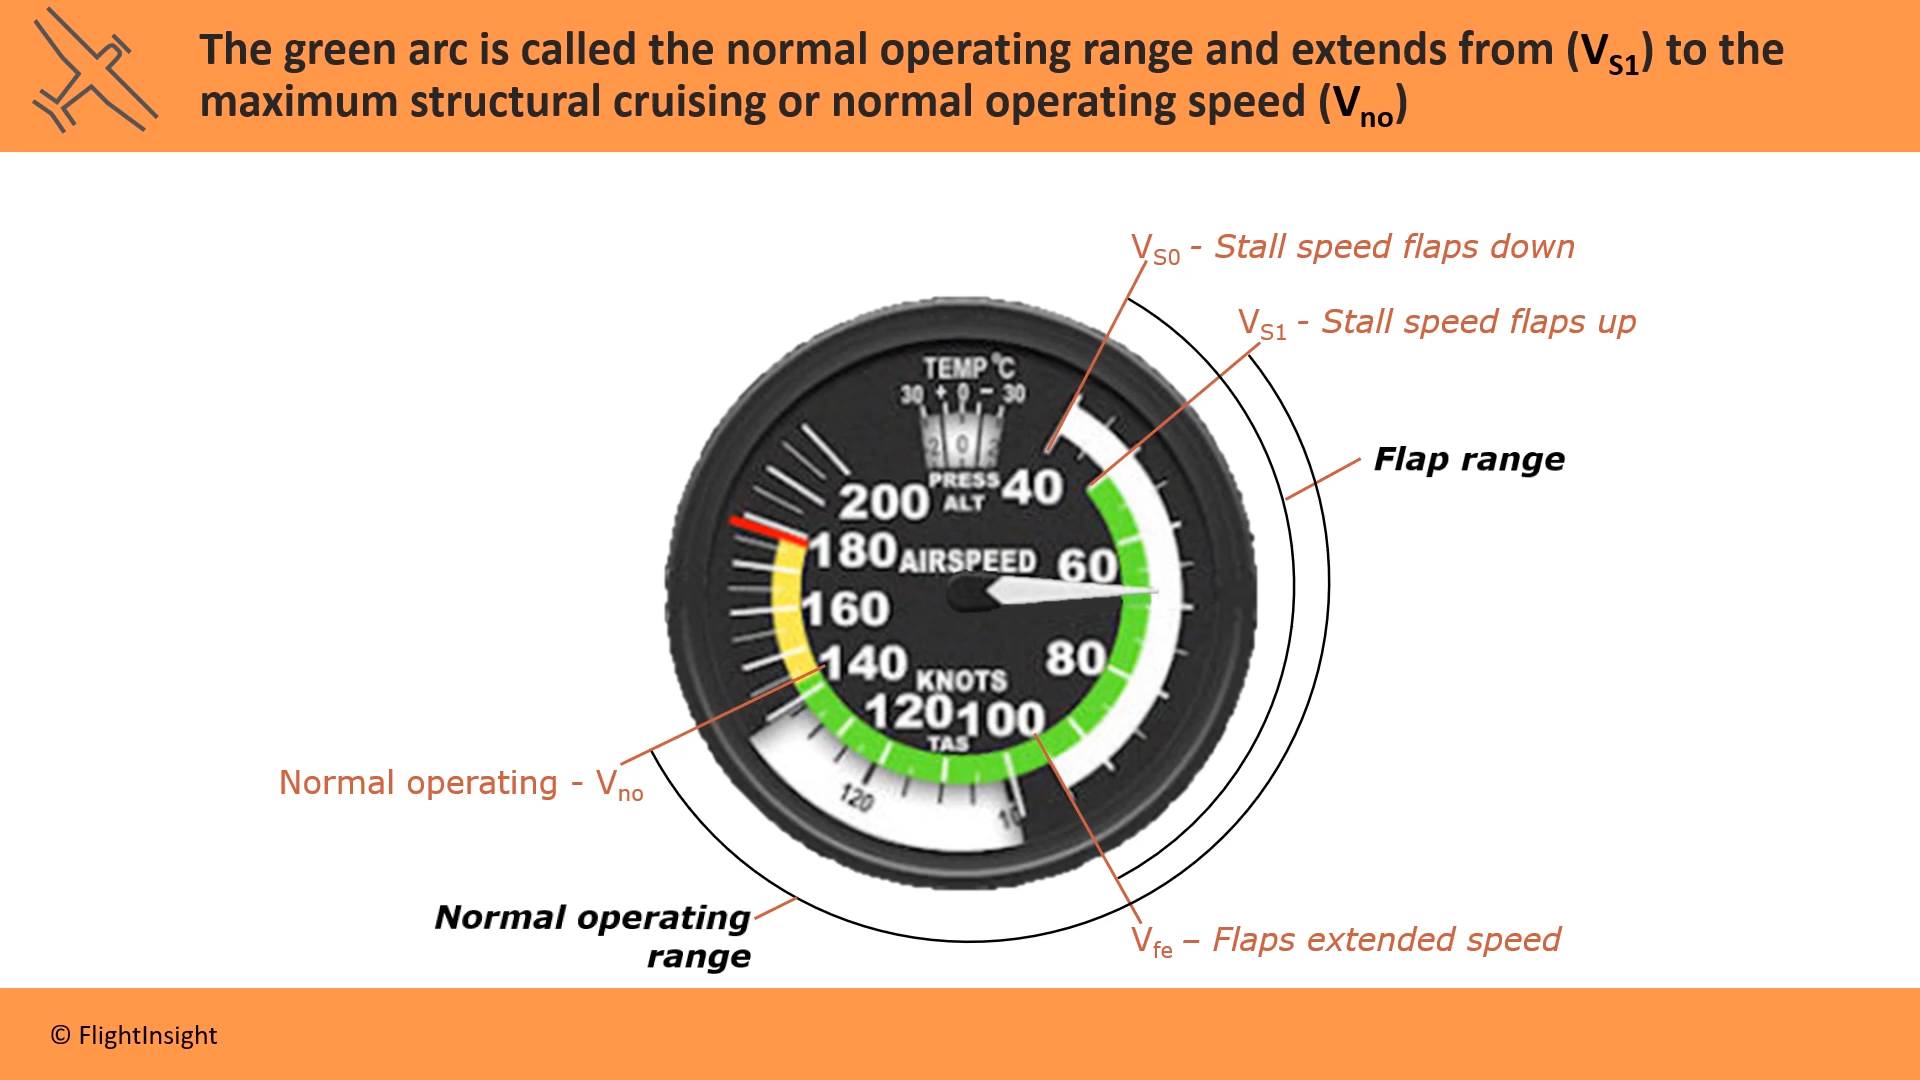 The green arc is called the normal operating range and extends from (VS1) to the
maximum structural cruising or normal operating speed (Vno)
VS0 - Stall speed flaps down
VS1 - Stall speed flaps up
Flap range
TEMP °C
30 + 0 - 30
0
PRESS
ALT
40
200
180
AIRSPEED
60
160
140
80
KNOTS
120
100
TAS
120
10
Normal operating - Vno
Normal operating
range
Vfe – Flaps extended speed
© FlightInsight